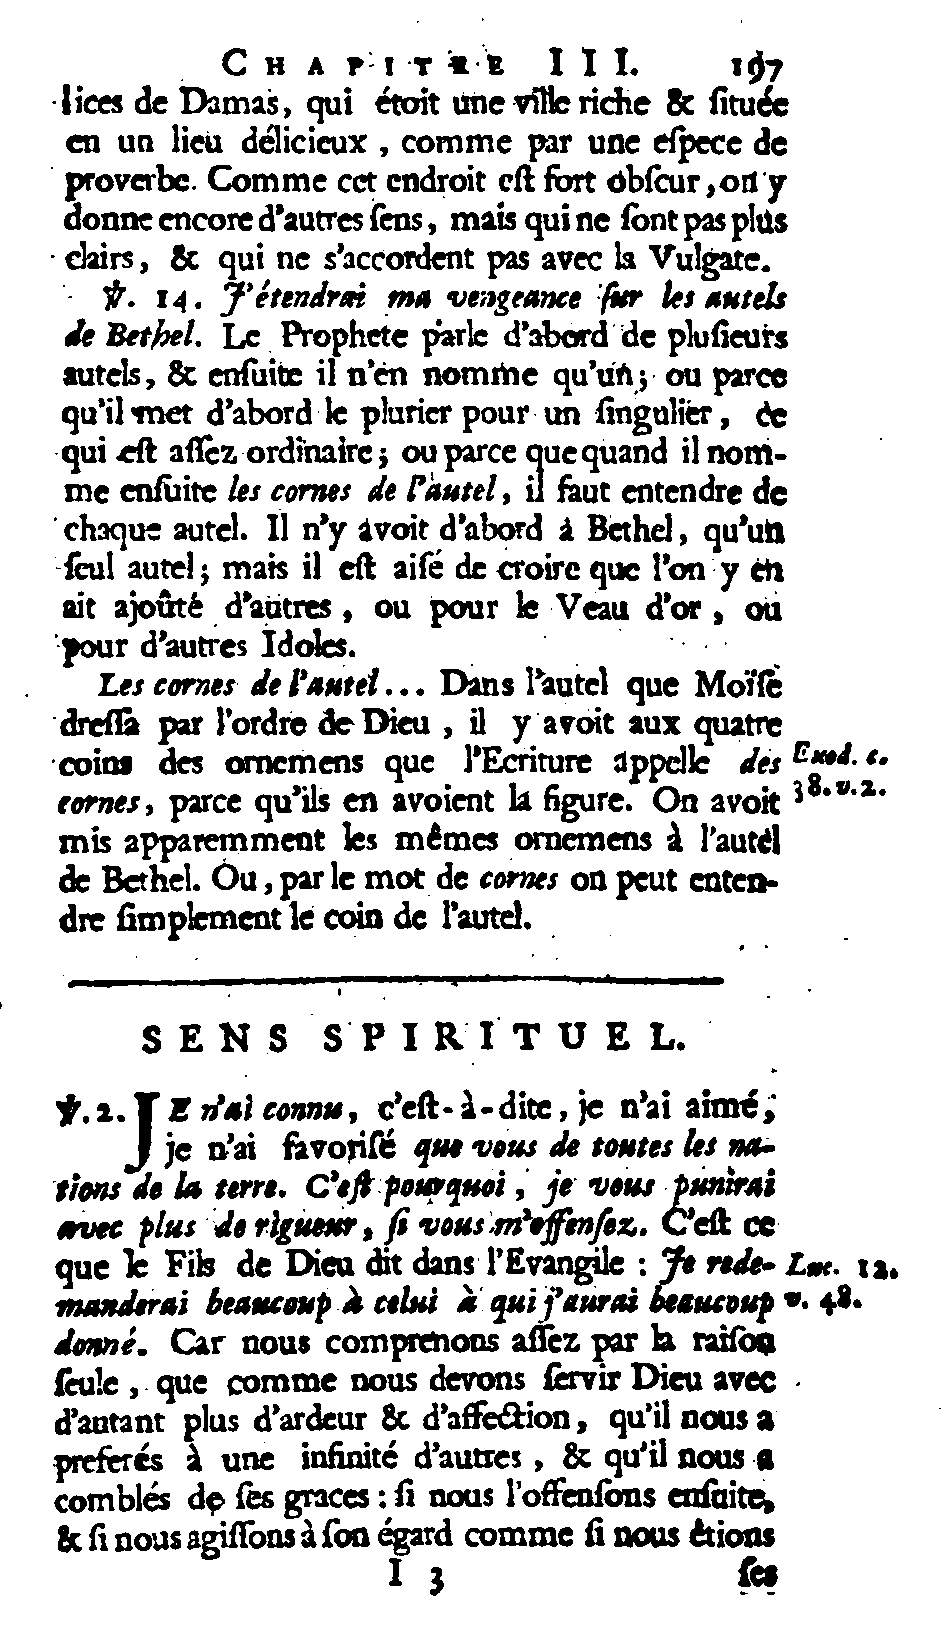 CHAPITRE III. 197
lices de Damas, qui étoit une ville riche & ſituée
en un lieu délicieux, comme par une eſpece de
proverbe. Comme cet endroit eſt fort obſcur, on y
donne encore d'autres ſens, mais qui ne ſont pas plus
clairs, & qui ne s'accordent pas avec la Vulgate.
℣. 14. J'étendrai ma vengeance ſur les autels
de Bethel. Le Prophete parle d'abord de pluſieurs
autels, & enſuite il n'en nomme qu'un; ou parce
qu'il met d'abord le plurier pour un ſingulier, ce
qui eſt aſſez ordinaire; ou parce que quand il nom-
me enſuite les cornes de l'autel, il faut entendre de
chaque autel. Il n'y avoit d'abord à Bethel, qu'un
ſeul autel; mais il eſt aiſé de croire que l'on y en
ait ajoûté d'autres, ou pour le Veau d'or, ou
pour d'autres Idoles.
Les cornes de l'autel... Dans l'autel que Moïſe
dreſſa par l'ordre de Dieu, il y avoit aux quatre
coins des ornemens que l'Ecriture appelle des
cornes, parce qu'ils en avoient la figure. On avoit
mis apparemment les mêmes ornemens à l'autel
de Bethel. Ou, par le mot de cornes on peut enten-
dre ſimplement le coin de l'autel.
Exod. c.
38. v. 2.
SENS SPIRITUEL.
℣. 2. JE n'ai connu, c'eſt-à-dite, je n'ai aimé,
je n'ai favoriſé que vous de toutes les na-
tions de la terre. C'eſt pourquoi, je vous punirai
avec plus de rigueur, ſi vous m'offenſez. C'eſt ce
que le Fils de Dieu dit dans l'Evangile : Je rede-
manderai beaucoup à celui à qui j'aurai beaucoup
donné. Car nous comprenons aſſez par la raiſon
ſeule, que comme nous devons ſervir Dieu avec
d'autant plus d'ardeur & d'affection, qu'il nous a
preferés à une infinité d'autres, & qu'il nous a
comblés de ſes graces : ſi nous l'offenſons enſuite,
& ſi nous agiſſons à ſon égard comme ſi nous êtions
Luc. 12.
v. 48.
I 3 ſes